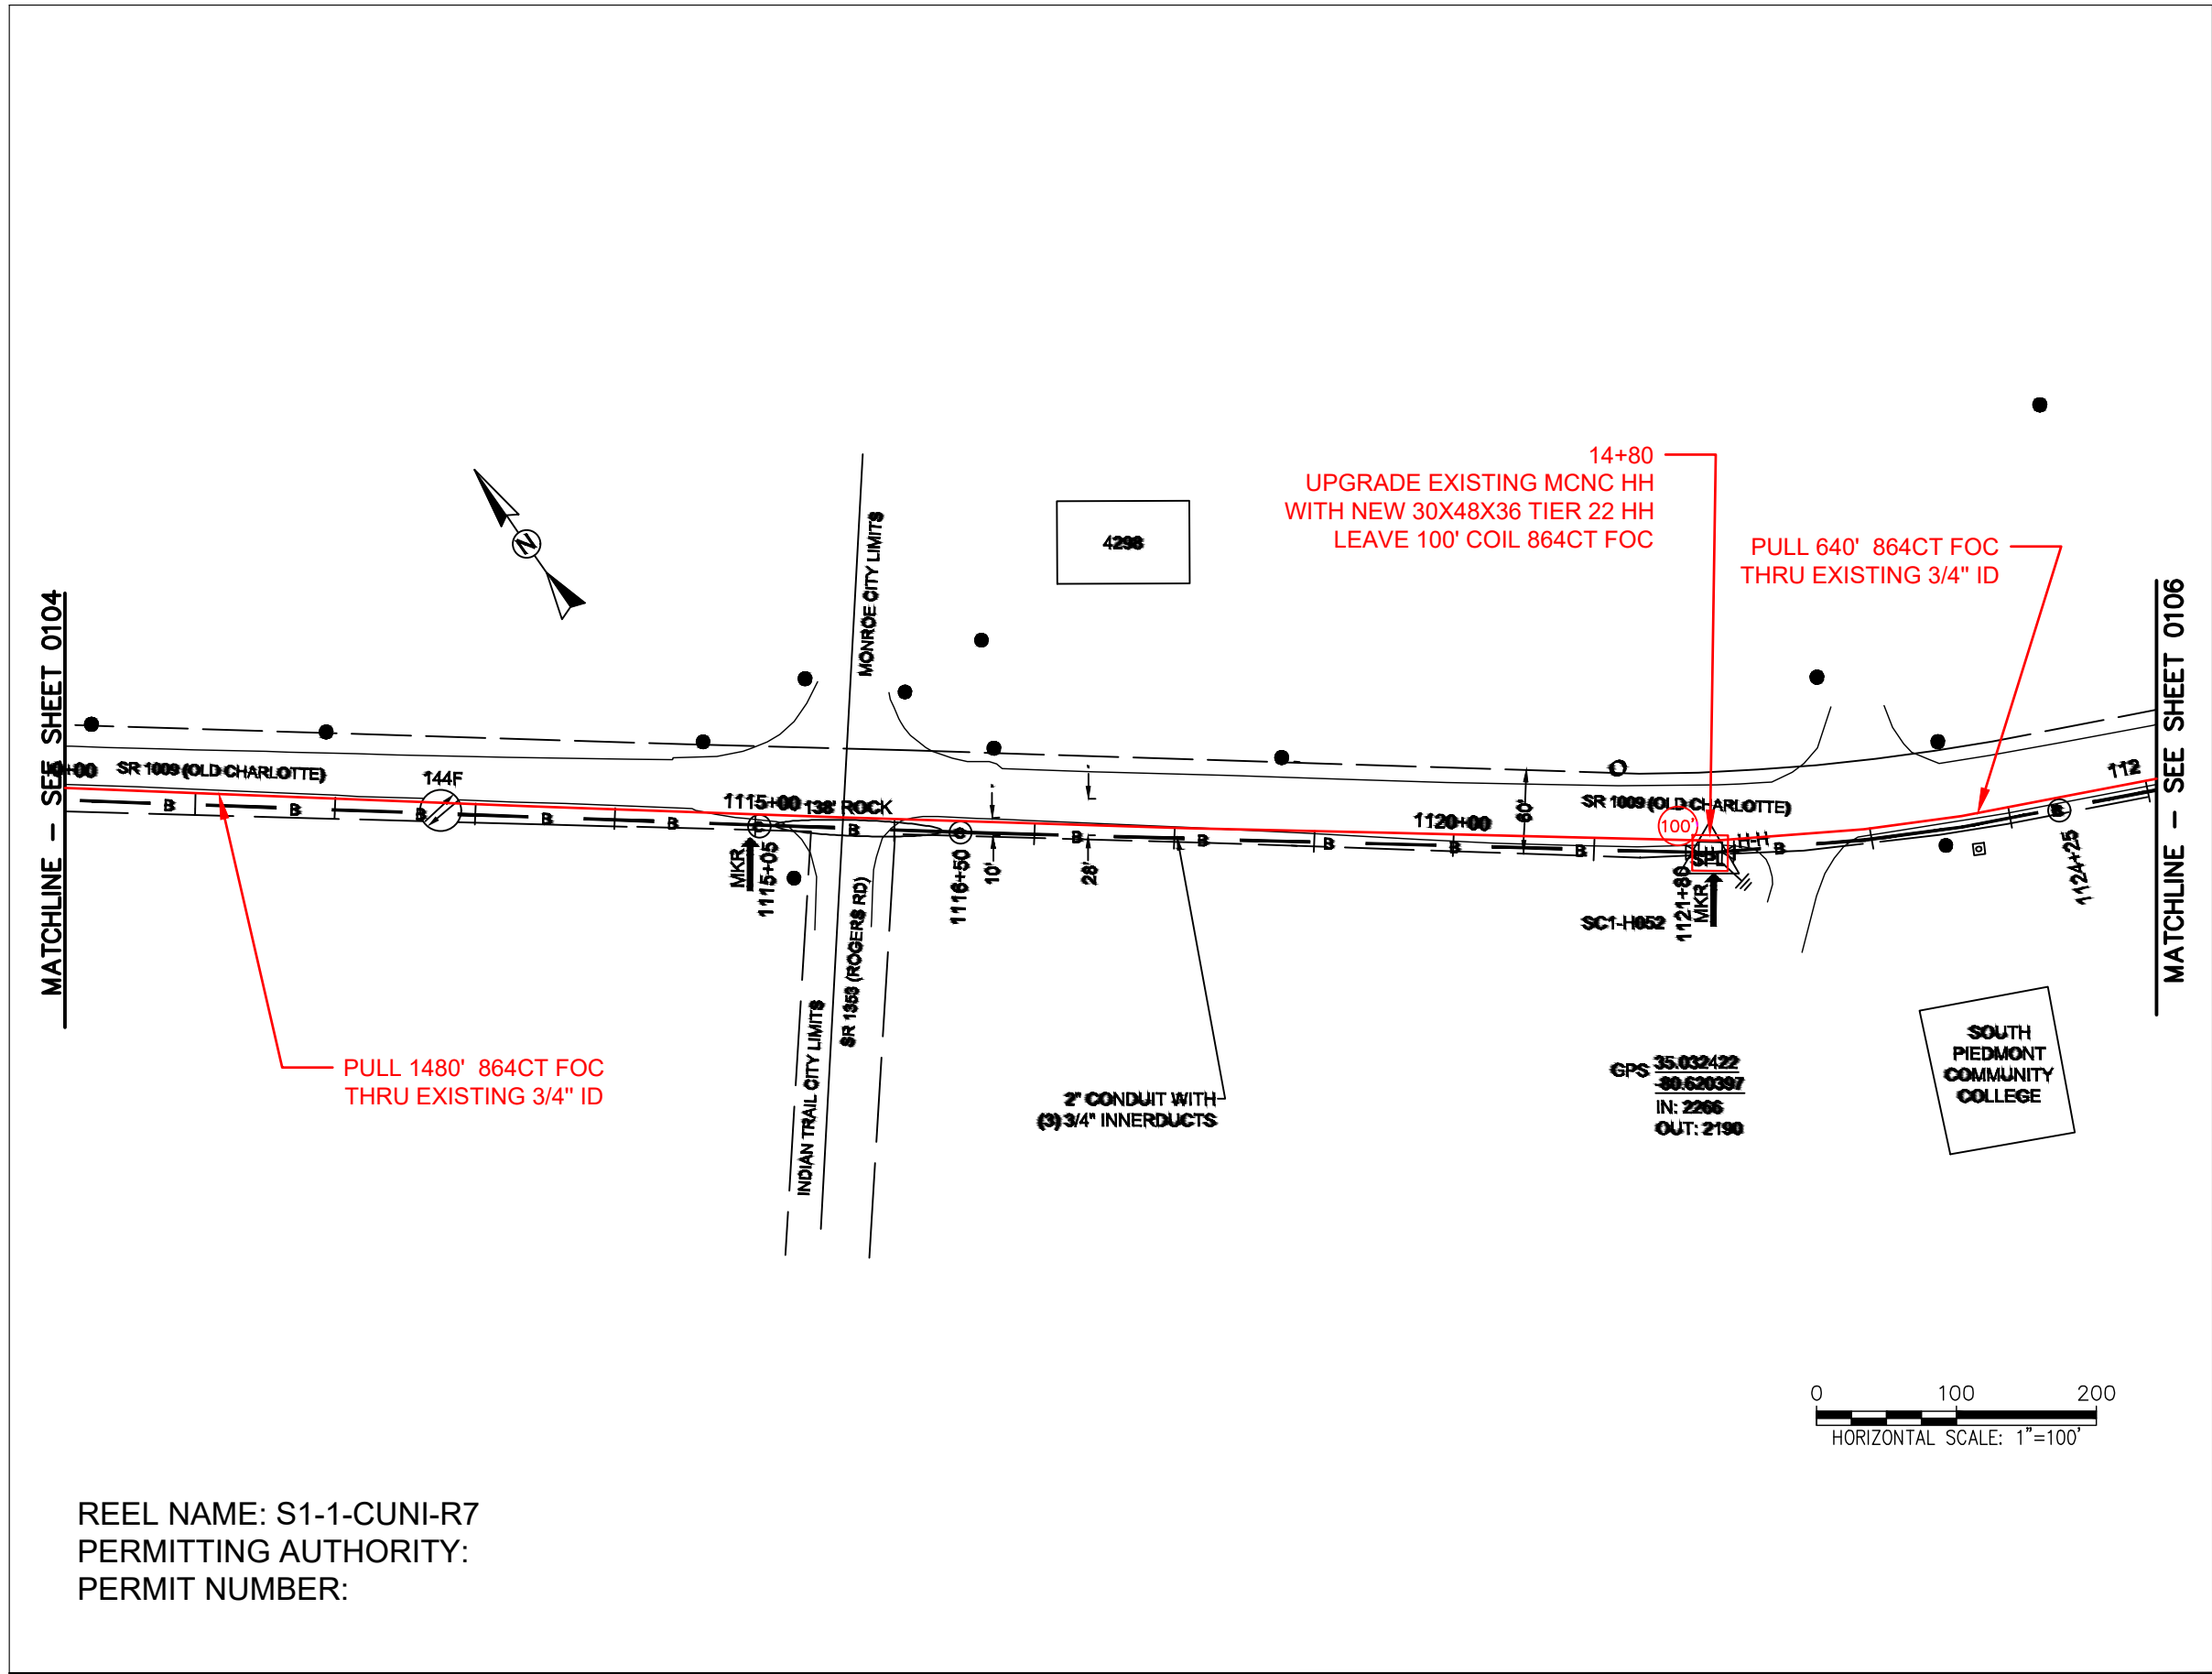 14+80
UPGRADE EXISTING MCNC HH
WITH NEW 30X48X36 TIER 22 HH
LEAVE 100' COIL 864CT FOC
PULL 640'  864CT FOC
THRU EXISTING 3/4" ID
MATCHLINE – SEE SHEET 0104
MATCHLINE – SEE SHEET 0106
N
MONROE CITY LIMITS
4298
SR 1009 (OLD CHARLOTTE)
144F
1115+00
138' ROCK
1120+00
60'
SR 1009 (OLD CHARLOTTE)
112
100'
B
B
B
B
B
B
B
B
B
B
B
B
H-H
SPL
MKR
1115+05
1116+50
10'
28'
1121+80
MKR
SC1-H052
1124+25
SR 1353 (ROGERS RD)
INDIAN TRAIL CITY LIMITS
PULL 1480'  864CT FOC
THRU EXISTING 3/4" ID
2" CONDUIT WITH
(3) 3/4" INNERDUCTS
GPS 35.032422
-80.620397
IN: 2266
OUT: 2190
SOUTH
PIEDMONT
COMMUNITY
COLLEGE
0 100 200
HORIZONTAL SCALE: 1"=100'
REEL NAME: S1-1-CUNI-R7
PERMITTING AUTHORITY:
PERMIT NUMBER: